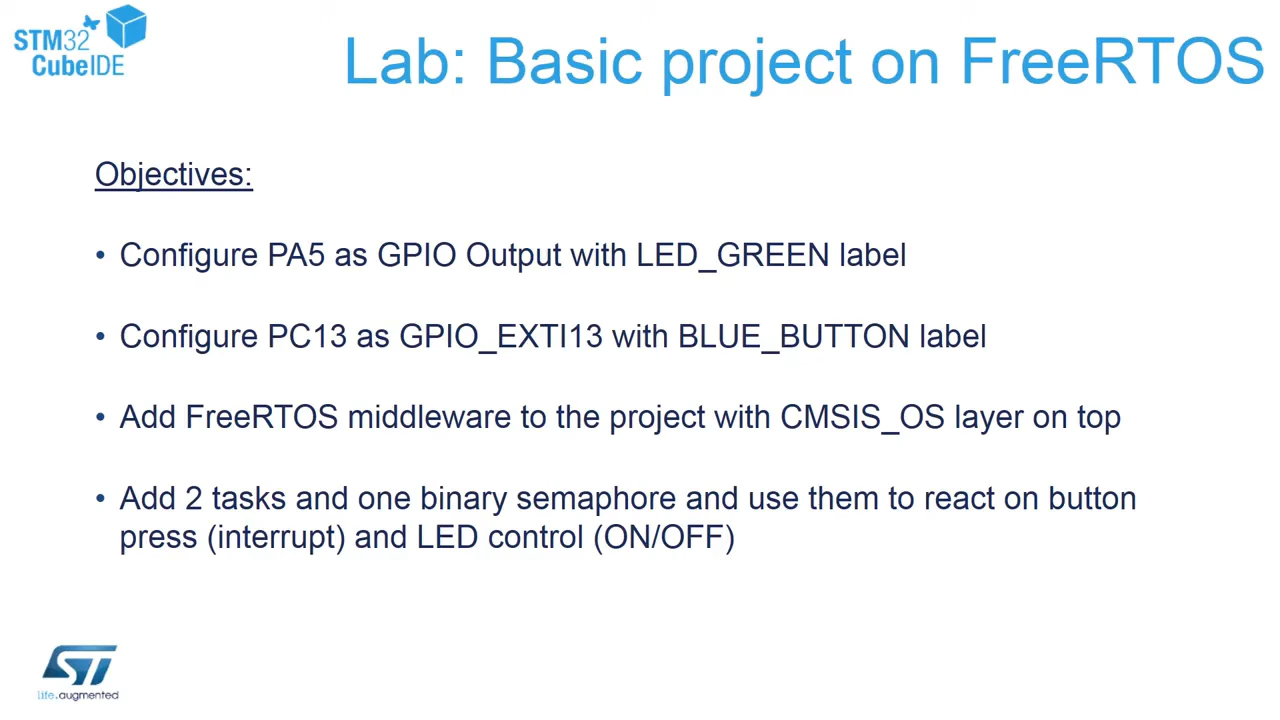 STM32
CubeIDE
Lab: Basic project on FreeRTOS
Objectives:
• Configure PA5 as GPIO Output with LED_GREEN label
• Configure PC13 as GPIO_EXTI13 with BLUE_BUTTON label
• Add FreeRTOS middleware to the project with CMSIS_OS layer on top
• Add 2 tasks and one binary semaphore and use them to react on button
press (interrupt) and LED control (ON/OFF)
ST
life.augmented